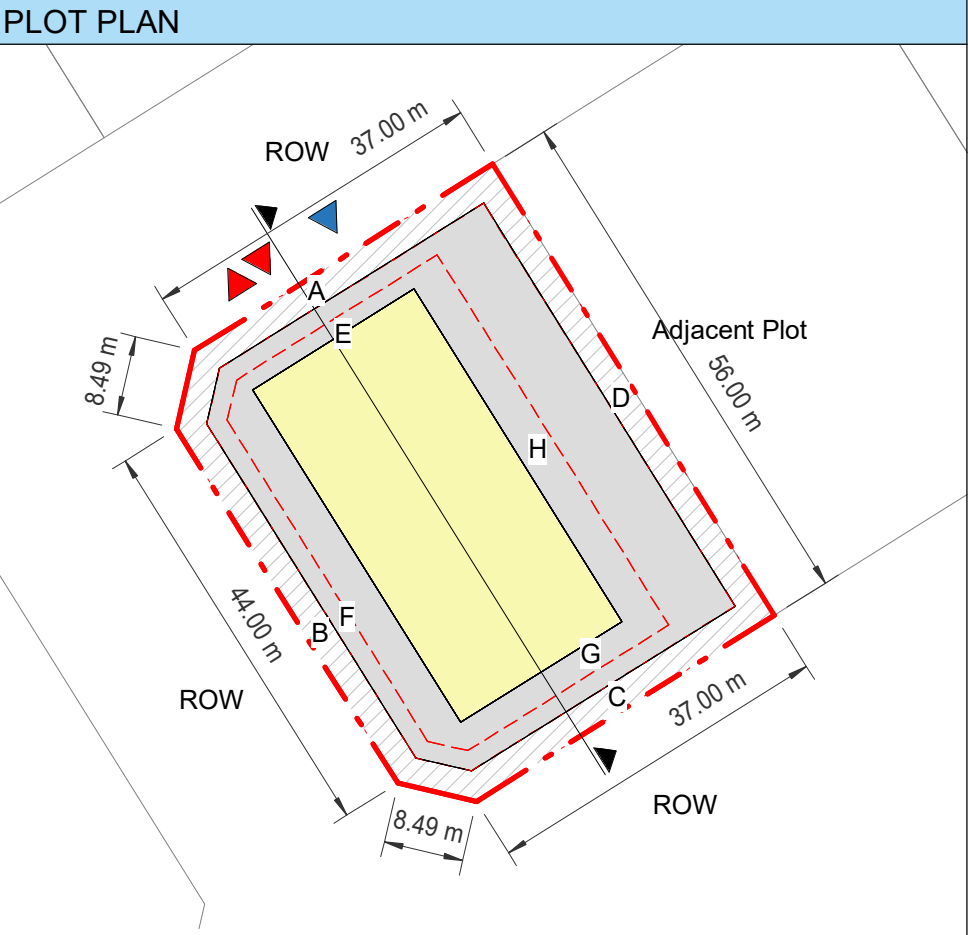 PLOT PLAN
37.00 m
ROW
A
E
8.49 m
Adjacent Plot
56.00 m
D
H
44.00 m
F
B
G
ROW
C
37.00 m
ROW
8.49 m